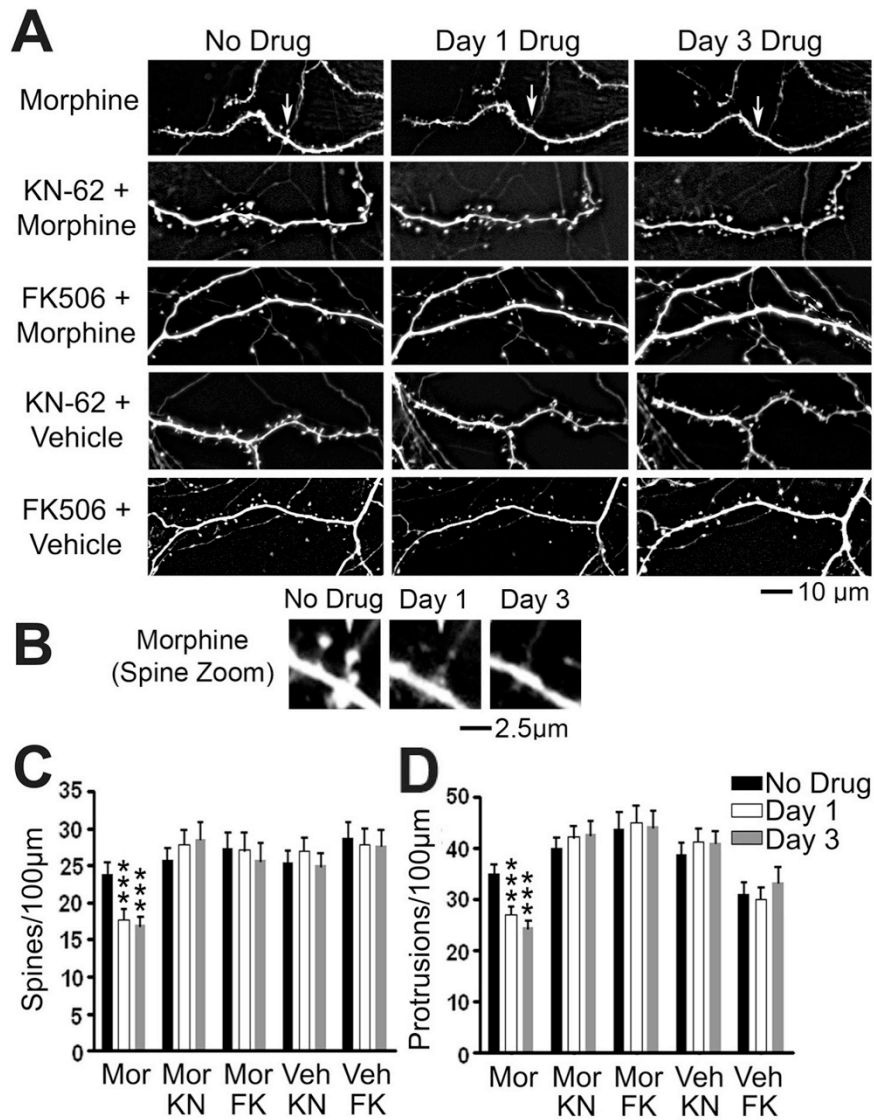 A
No Drug Day 1 Drug Day 3 Drug
Morphine
KN-62 +
Morphine
FK506 +
Morphine
KN-62 +
Vehicle
FK506 +
Vehicle
10 µm
No Drug Day 1 Day 3
B
Morphine
(Spine Zoom)
2.5µm
C
Spines/100µm
35
30
25
20
15
10
5
0
*** ***
Mor Mor Mor Veh Veh
KN FK KN FK
D
No Drug
Day 1
Day 3
Protrusions/100µm
50
40
30
20
10
0
*** ***
Mor Mor Mor Veh Veh
KN FK KN FK